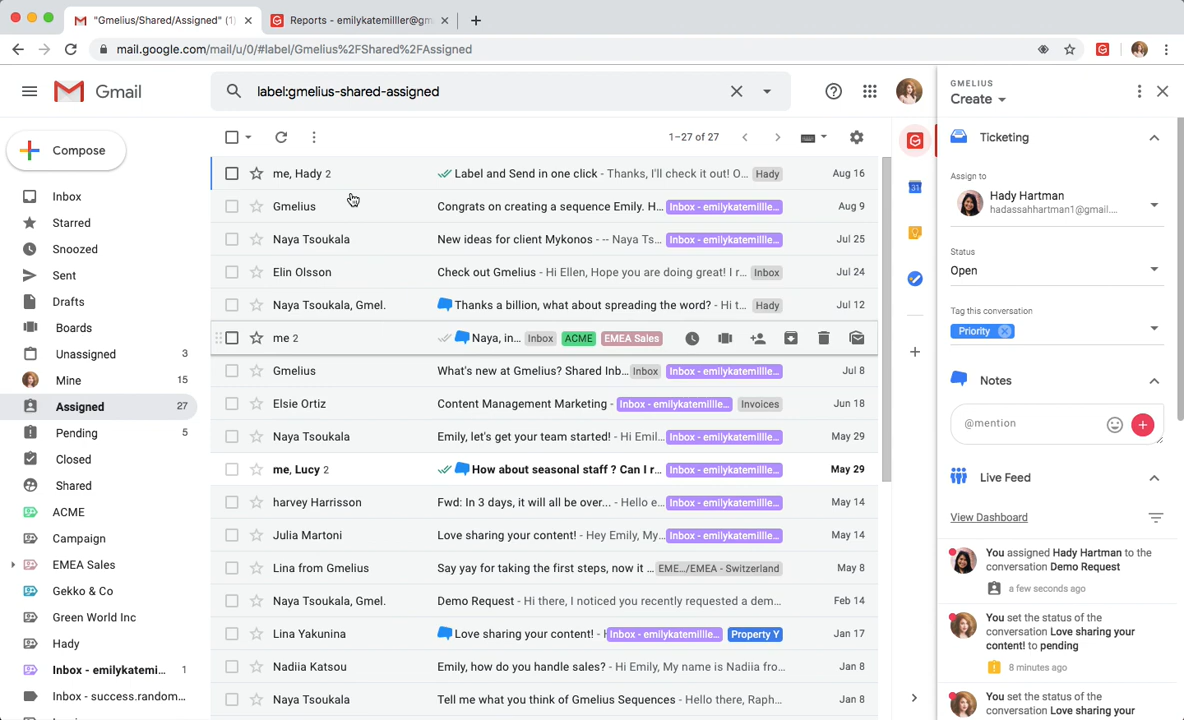 "Gmelius/Shared/Assigned" (1)
Reports - emilykatemilller@gm
mail.google.com/mail/u/0/#label/Gmelius%2FShared%2FAssigned
Gmail
label:gmelius-shared-assigned
GMELIUS
Create
Compose
1–27 of 27
Inbox
Starred
Snoozed
Sent
Drafts
Boards
Unassigned 3
Mine 15
Assigned 27
Pending 5
Closed
Shared
ACME
Campaign
EMEA Sales
Gekko & Co
Green World Inc
Hady
Inbox - emilykatemi... 1
Inbox - success.random...
me, Hady 2 Label and Send in one click - Thanks, I'll check it out! O... Hady Aug 16
Gmelius Congrats on creating a sequence Emily. H... Inbox - emilykatemille... Aug 9
Naya Tsoukala New ideas for client Mykonos - -- Naya Ts... Inbox - emilykatemille... Jul 25
Elin Olsson Check out Gmelius - Hi Ellen, Hope you are doing great! I r... Inbox Jul 24
Naya Tsoukala, Gmel. Thanks a billion, what about spreading the word? - Hi t... Hady Jul 12
me 2 Naya, in... Inbox ACME EMEA Sales
Gmelius What's new at Gmelius? Shared Inb... Inbox Inbox - emilykatemille... Jul 8
Elsie Ortiz Content Management Marketing - Inbox - emilykatemille... Invoices Jun 18
Naya Tsoukala Emily, let's get your team started! - Hi Emil... Inbox - emilykatemille... May 29
me, Lucy 2 How about seasonal staff ? Can I r... Inbox - emilykatemille... May 29
harvey Harrisson Fwd: In 3 days, it will all be over... - Hello e... Inbox - emilykatemille... May 14
Julia Martoni Love sharing your content! - Hey Emily, My... Inbox - emilykatemille... May 14
Lina from Gmelius Say yay for taking the first steps, now it ... EME.../EMEA - Switzerland May 8
Naya Tsoukala, Gmel. Demo Request - Hi there, I noticed you recently requested a dem... Feb 14
Lina Yakunina Love sharing your content! - Inbox - emilykatemille... Property Y Jan 17
Nadiia Katsou Emily, how do you handle sales? - Hi Emily, My name is Nadiia fro... Jan 8
Naya Tsoukala Tell me what you think of Gmelius Sequences - Hello there, Raph... Jan 8
31
Ticketing
Assign to
Hady Hartman
hadassahhartman1@gmail....
Status
Open
Tag this conversation
Priority
Notes
@mention
Live Feed
View Dashboard
You assigned Hady Hartman to the
conversation Demo Request
a few seconds ago
You set the status of the
conversation Love sharing your
content! to pending
8 minutes ago
You set the status of the
conversation Love sharing your